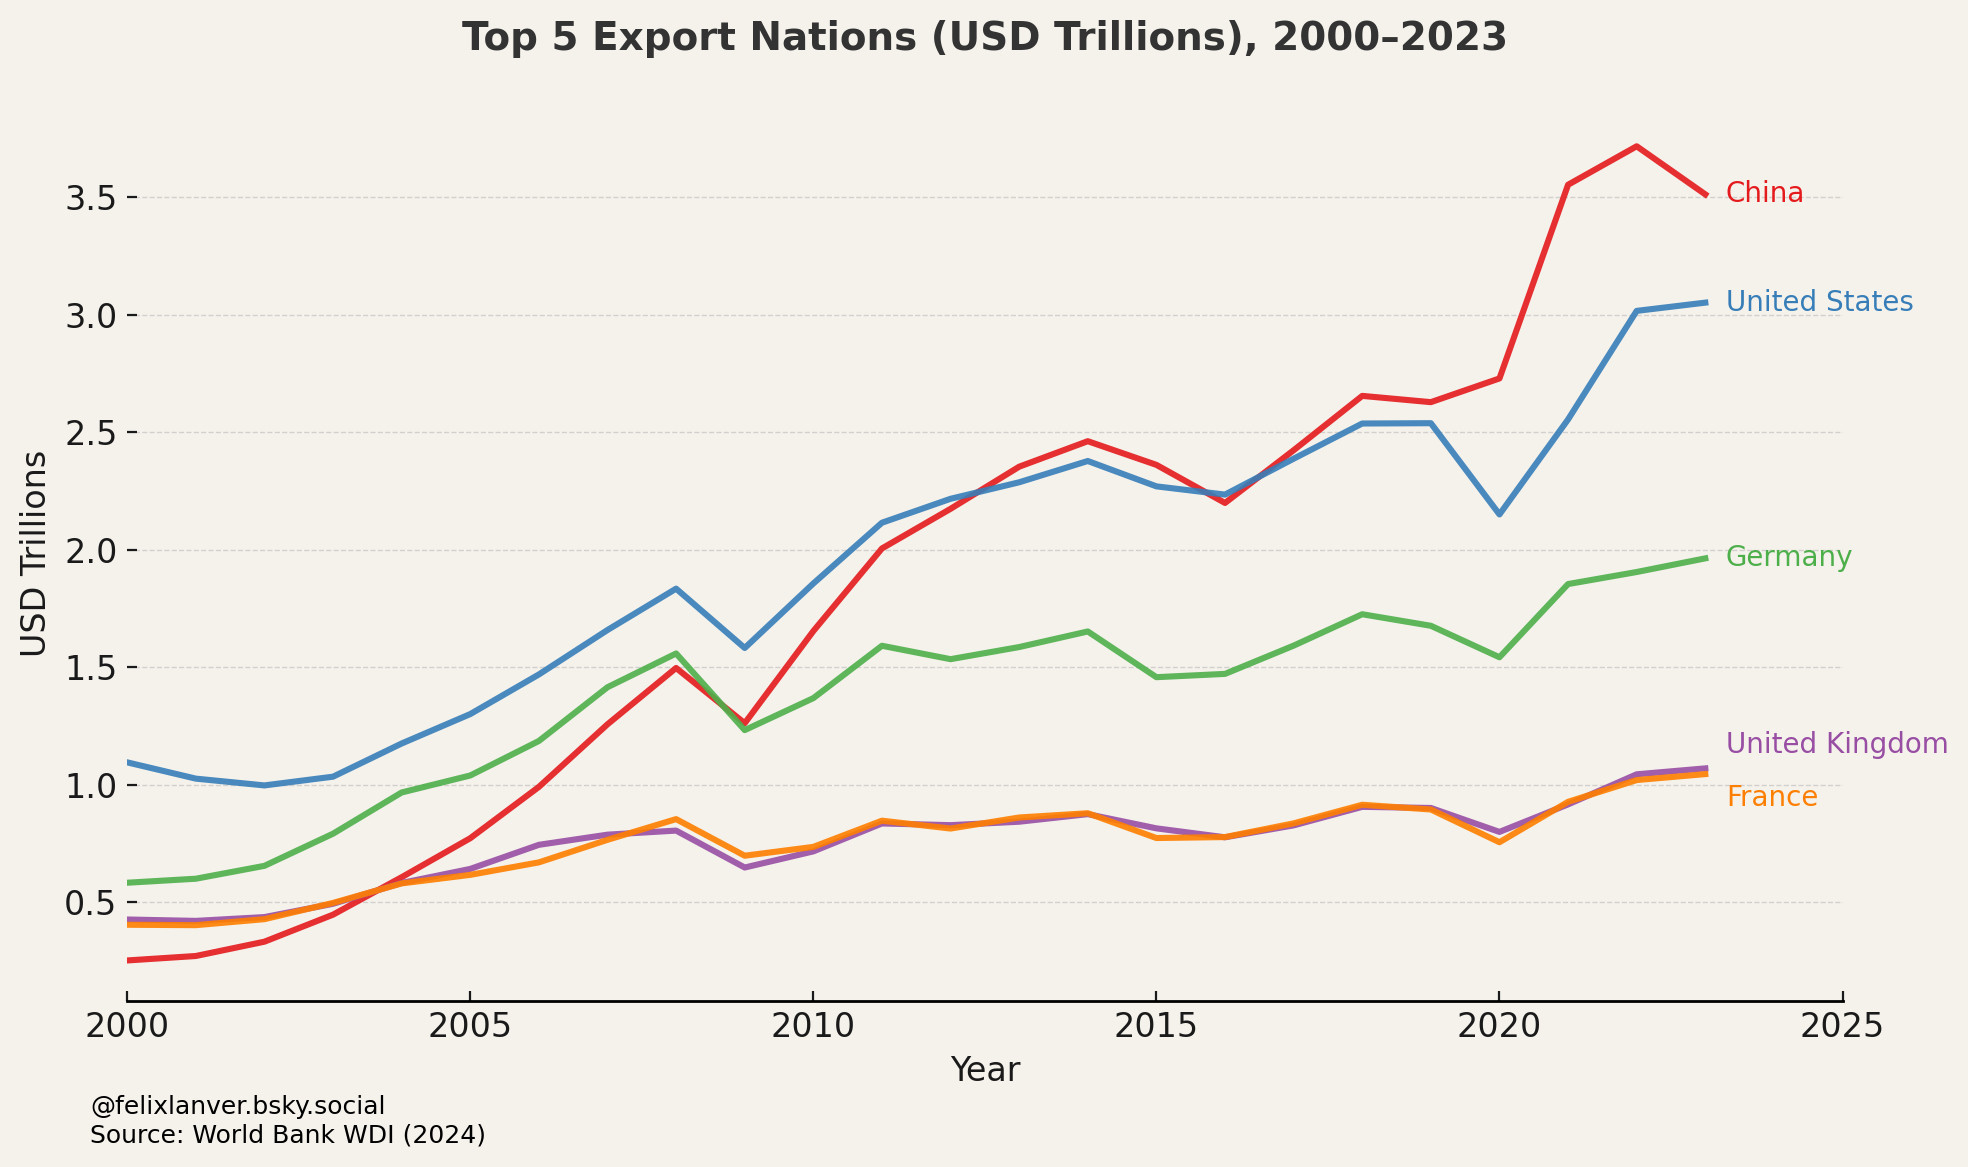 Top 5 Export Nations (USD Trillions), 2000–2023
3.5
3.0
2.5
2.0
1.5
1.0
0.5
USD Trillions
China
United States
Germany
United Kingdom
France
2000
2005
2010
2015
2020
2025
Year
@felixlanver.bsky.social
Source: World Bank WDI (2024)